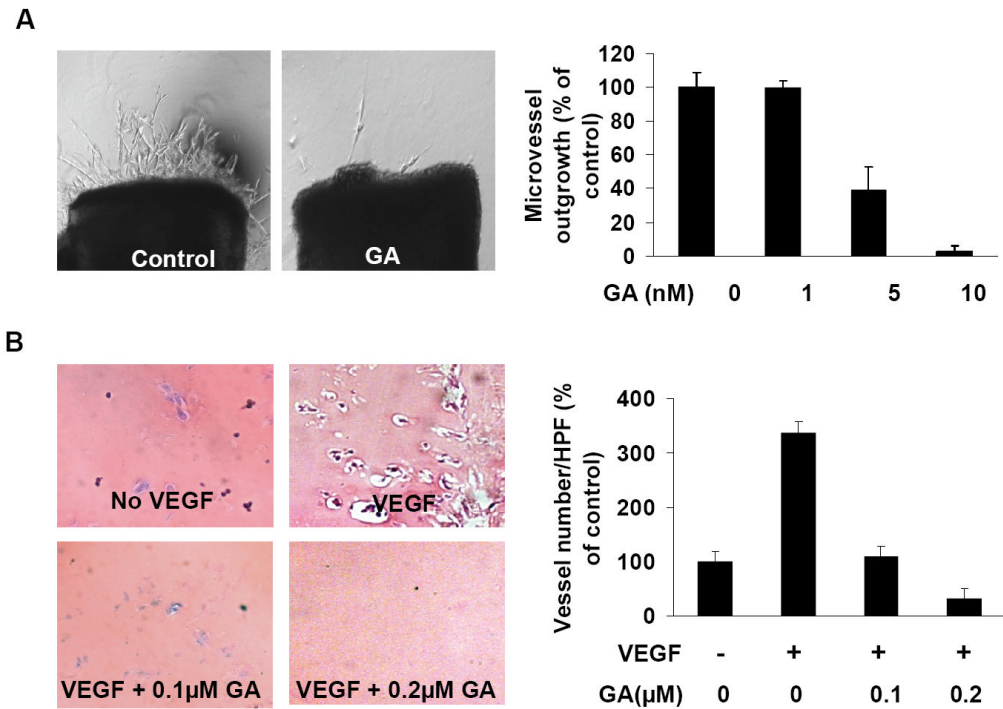 A
Control
GA
Microvessel
outgrowth (% of
control)
120
100
80
60
40
20
0
GA (nM) 0 1 5 10
B
No VEGF
VEGF
VEGF + 0.1µM GA
VEGF + 0.2µM GA
Vessel number/HPF (%
of control)
400
300
200
100
0
VEGF - + + +
GA(µM) 0 0 0.1 0.2